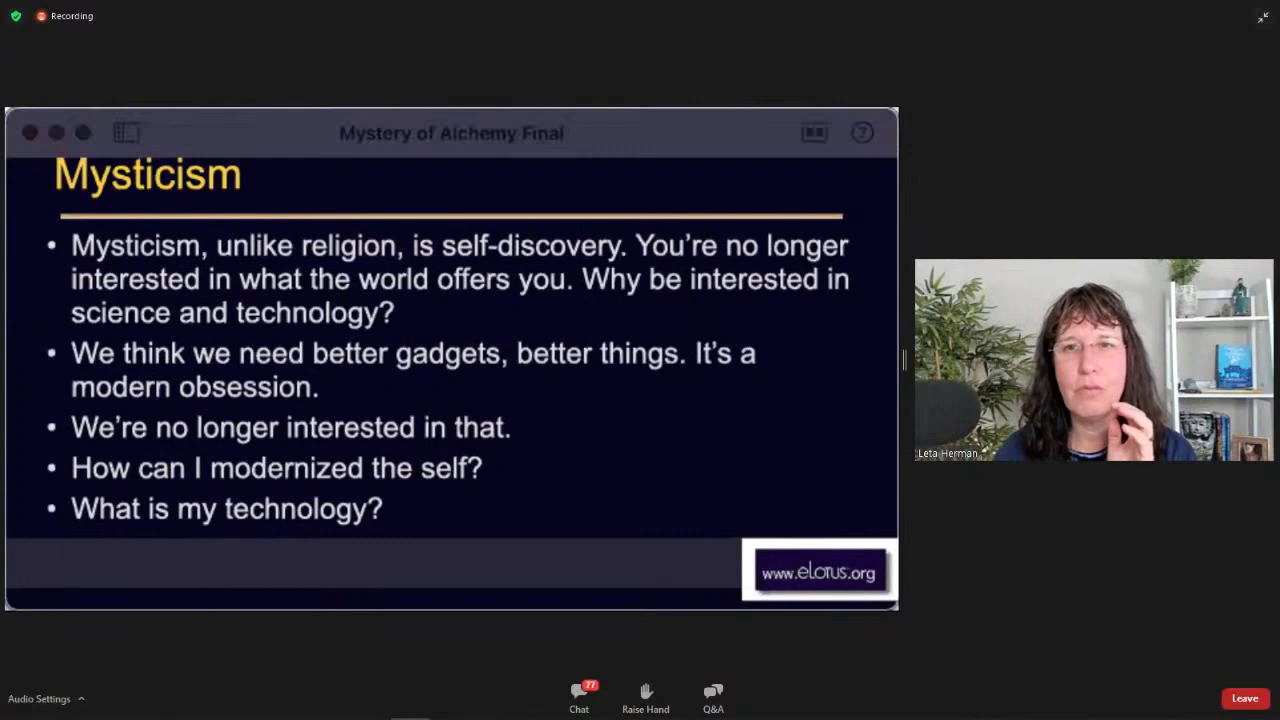 Recording
Mystery of Alchemy Final
Mysticism
• Mysticism, unlike religion, is self-discovery. You're no longer
interested in what the world offers you. Why be interested in
science and technology?
• We think we need better gadgets, better things. It's a
modern obsession.
• We're no longer interested in that.
• How can I modernized the self?
• What is my technology?
www.eLotus.org
Leta Herman
Audio Settings
77
Chat
Raise Hand
Q&A
Leave